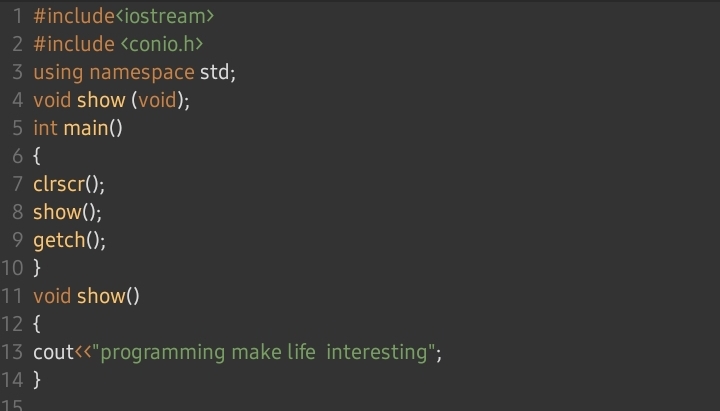 1 #include<iostream>
2 #include <conio.h>
3 using namespace std;
4 void show (void);
5 int main()
6 {
7 clrscr();
8 show();
9 getch();
10 }
11 void show()
12 {
13 cout<<"programming make life  interesting";
14 }
15